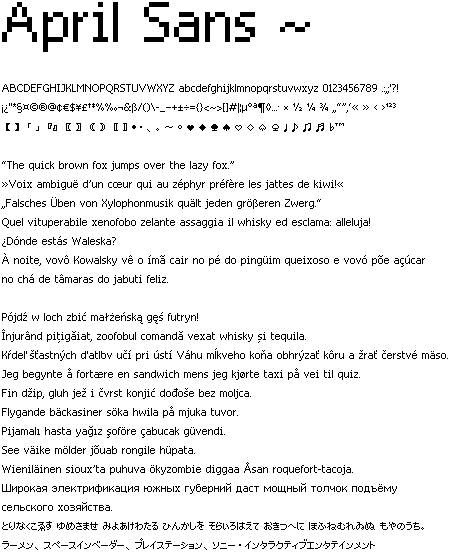 April Sans ~
ABCDEFGHIJKLMNOPQRSTUVWXYZ abcdefghijklmnopqrstuvwxyz 0123456789 .:,;'?!
“The quick brown fox jumps over the lazy fox.”
»Voix ambiguë d’un cœur qui au zéphyr préfère les jattes de kiwi!«
„Falsches Üben von Xylophonmusik quält jeden größeren Zwerg.“
Quel vituperabile xenofobo zelante assaggia il whisky ed esclama: alleluja!
¿Dónde estás Waleska?
À noite, vovô Kowalsky vê o ímã cair no pé do pingüim queixoso e vovó põe açúcar
no chá de tâmaras do jabuti feliz.
Pójdź w loch zbić małżeńską gęś futryn!
Înjurând pițigăiat, zoofobul comandă vexat whisky și tequila.
Kŕdeľ šťastných ďatľov učí pri ústí Váhu mĺkveho koňa obhrýzať kôru a žrať čerstvé mäso.
Jeg begynte å fortære en sandwich mens jeg kjørte taxi på vei til quiz.
Fin džip, gluh jež i čvrst konjić dođoše bez moljca.
Flygande bäckasiner söka hwila på mjuka tuvor.
Pijamalı hasta yağız şoföre çabucak güvendi.
See väike mölder jõuab rongile hüpata.
Wieniläinen sioux’ta puhuva ökyzombie diggaa Åsan roquefort-tacoja.
Широкая электрификация южных губерний даст мощный толчок подъёму
сельского хозяйства.
とりなくこゑす ゆめさませ みよあけわたる ひんかしを そらいろはえて おきつへに ほふねむれゐぬ もやのうち。
ラーメン、スペースインベーダー、プレイステーション、ソニー・インタラクティブエンタテインメント